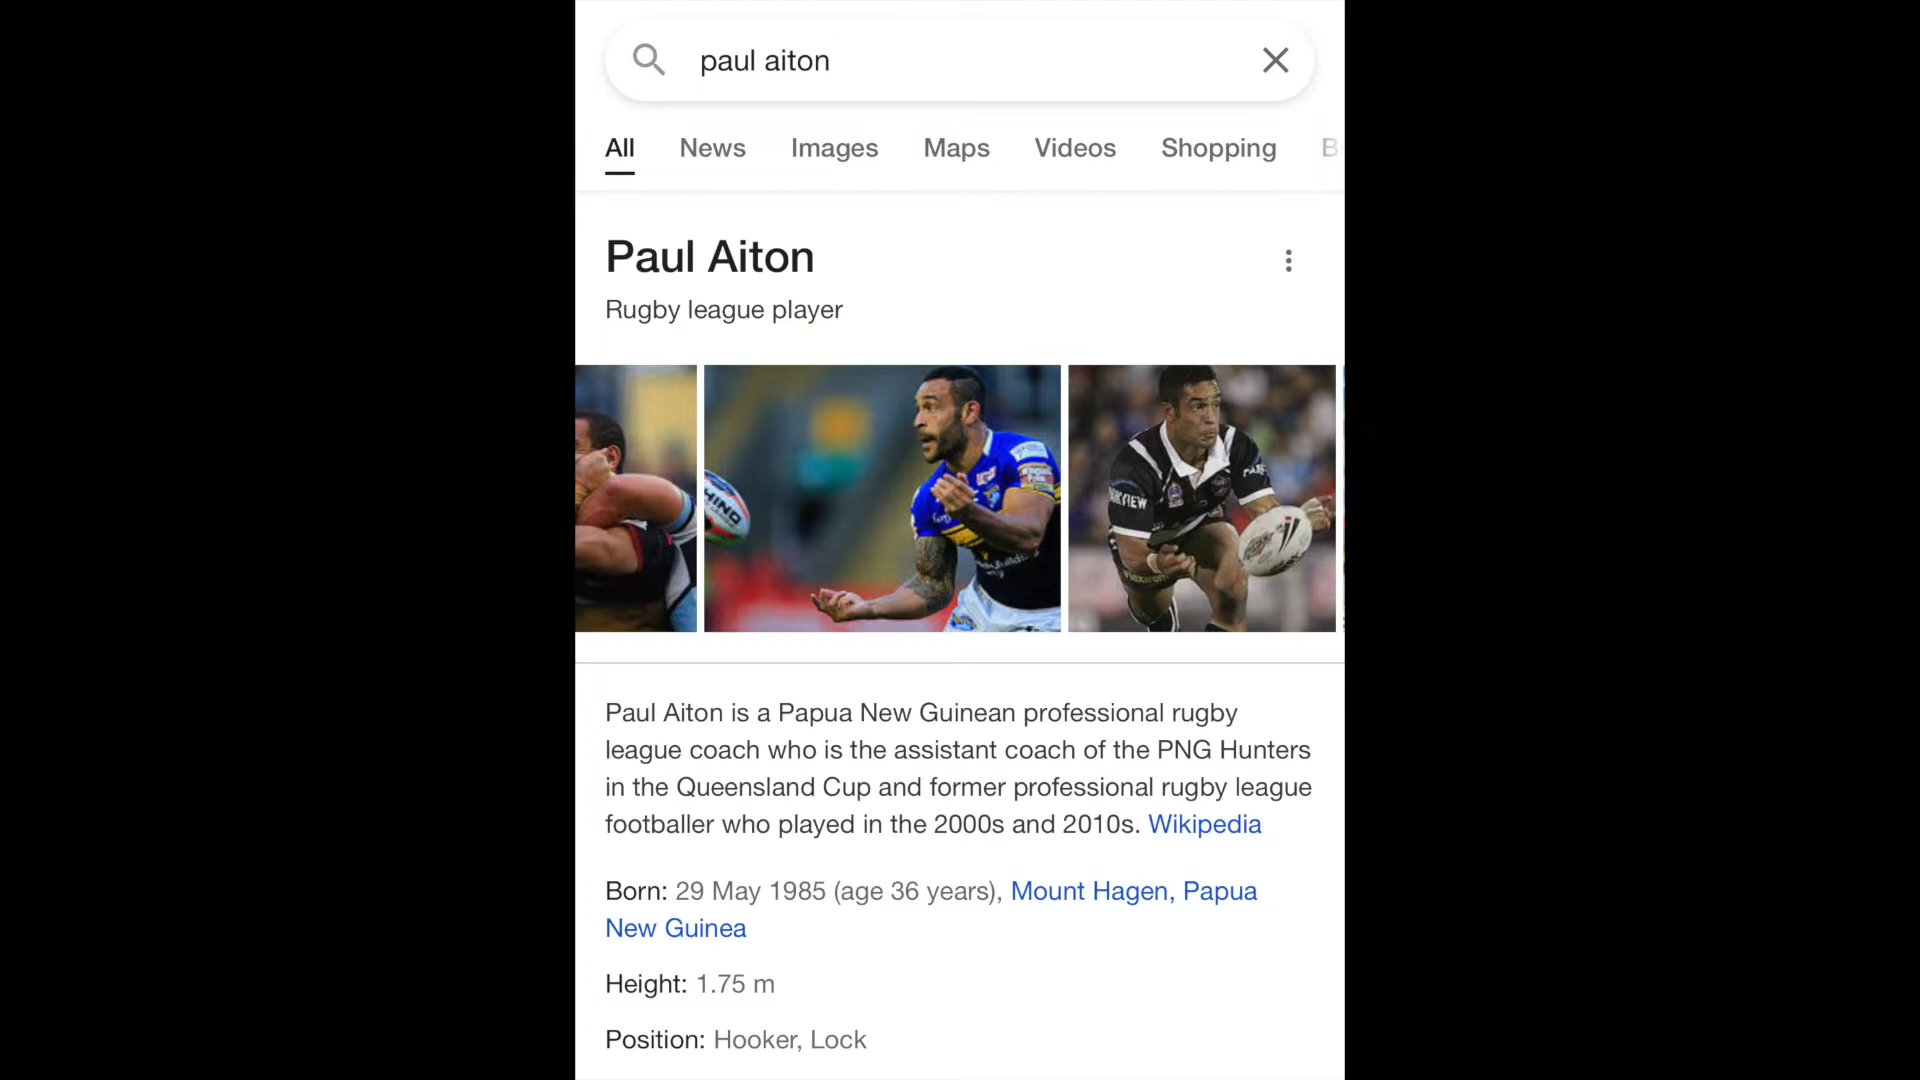 paul aiton
All News Images Maps Videos Shopping B
Paul Aiton
Rugby league player
HINO
Paul Aiton is a Papua New Guinean professional rugby
league coach who is the assistant coach of the PNG Hunters
in the Queensland Cup and former professional rugby league
footballer who played in the 2000s and 2010s. Wikipedia
Born: 29 May 1985 (age 36 years), Mount Hagen, Papua
New Guinea
Height: 1.75 m
Position: Hooker, Lock